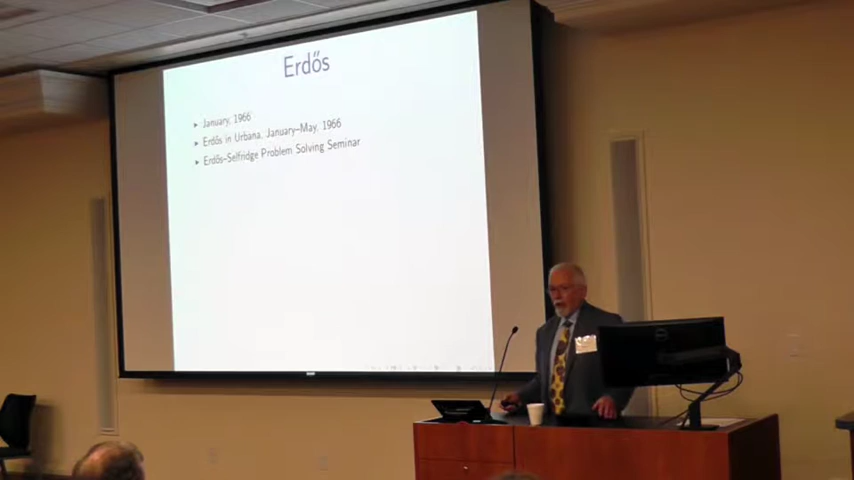 Erdős
▸ January, 1966
▸ Erdős in Urbana, January–May, 1966
▸ Erdős–Selfridge Problem Solving Seminar